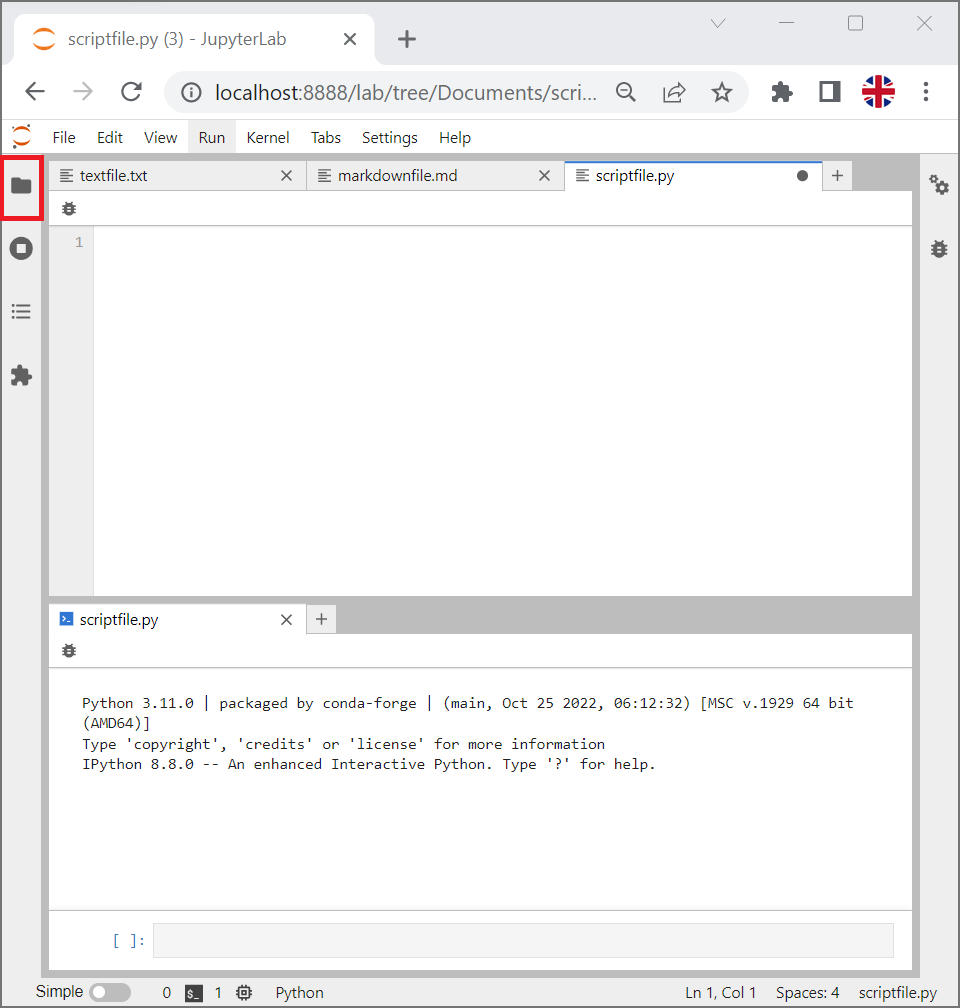 scriptfile.py (3) - JupyterLab
localhost:8888/lab/tree/Documents/scri...
File Edit View Run Kernel Tabs Settings Help
textfile.txt markdownfile.md scriptfile.py
1
scriptfile.py
Python 3.11.0 | packaged by conda-forge | (main, Oct 25 2022, 06:12:32) [MSC v.1929 64 bit
(AMD64)]
Type 'copyright', 'credits' or 'license' for more information
IPython 8.8.0 -- An enhanced Interactive Python. Type '?' for help.
[ ]:
Simple 0 $_ 1 Python Ln 1, Col 1 Spaces: 4 scriptfile.py